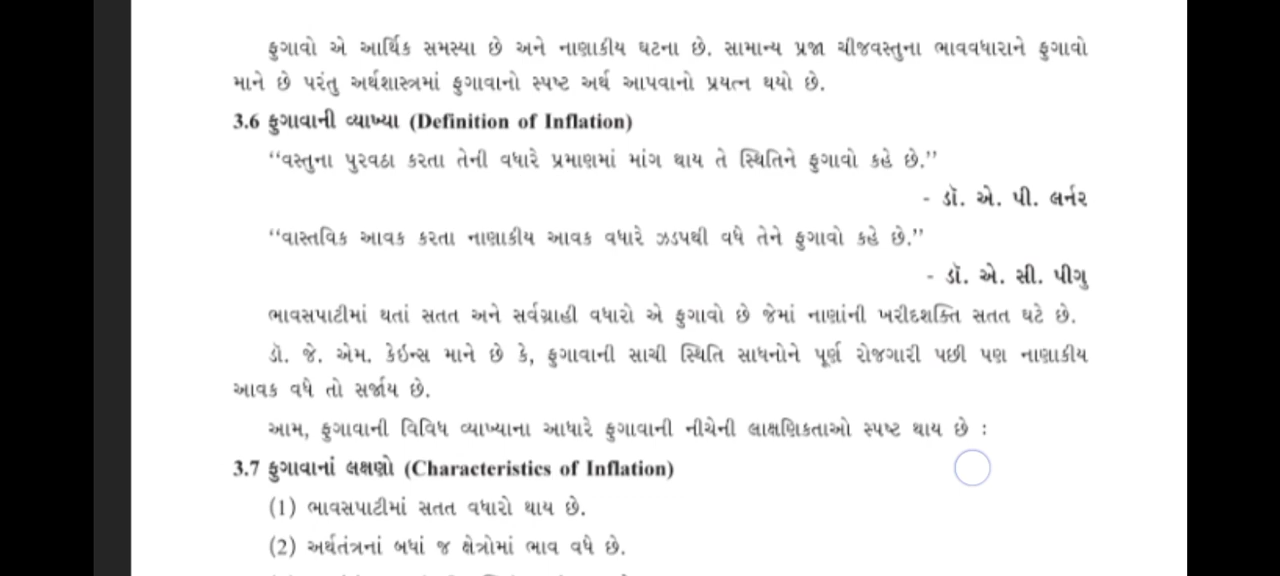 ફુગાવો એ આર્થિક સમસ્યા છે અને નાણાકીય ઘટના છે. સામાન્ય પ્રજા ચીજવસ્તુના ભાવવધારાને ફુગાવો
માને છે પરંતુ અર્થશાસ્ત્રમાં ફુગાવાનો સ્પષ્ટ અર્થ આપવાનો પ્રયત્ન થયો છે.
3.6 ફુગાવાની વ્યાખ્યા (Definition of Inflation)
“વસ્તુના પુરવઠા કરતા તેની વધારે પ્રમાણમાં માંગ થાય તે સ્થિતિને ફુગાવો કહે છે.”
- ડૉ. એ. પી. લર્નર
“વાસ્તવિક આવક કરતા નાણાકીય આવક વધારે ઝડપથી વધે તેને ફુગાવો કહે છે.”
- ડૉ. એ. સી. પીગુ
ભાવસપાટીમાં થતાં સતત અને સર્વગ્રાહી વધારો એ ફુગાવો છે જેમાં નાણાંની ખરીદશક્તિ સતત ઘટે છે.
ડૉ. જે. એમ. કેઇન્સ માને છે કે, ફુગાવાની સાચી સ્થિતિ સાધનોને પૂર્ણ રોજગારી પછી પણ નાણાકીય
આવક વધે તો સર્જાય છે.
આમ, ફુગાવાની વિવિધ વ્યાખ્યાના આધારે ફુગાવાની નીચેની લાક્ષણિકતાઓ સ્પષ્ટ થાય છે :
3.7 ફુગાવાનાં લક્ષણો (Characteristics of Inflation)
(1) ભાવસપાટીમાં સતત વધારો થાય છે.
(2) અર્થતંત્રનાં બધાં જ ક્ષેત્રોમાં ભાવ વધે છે.